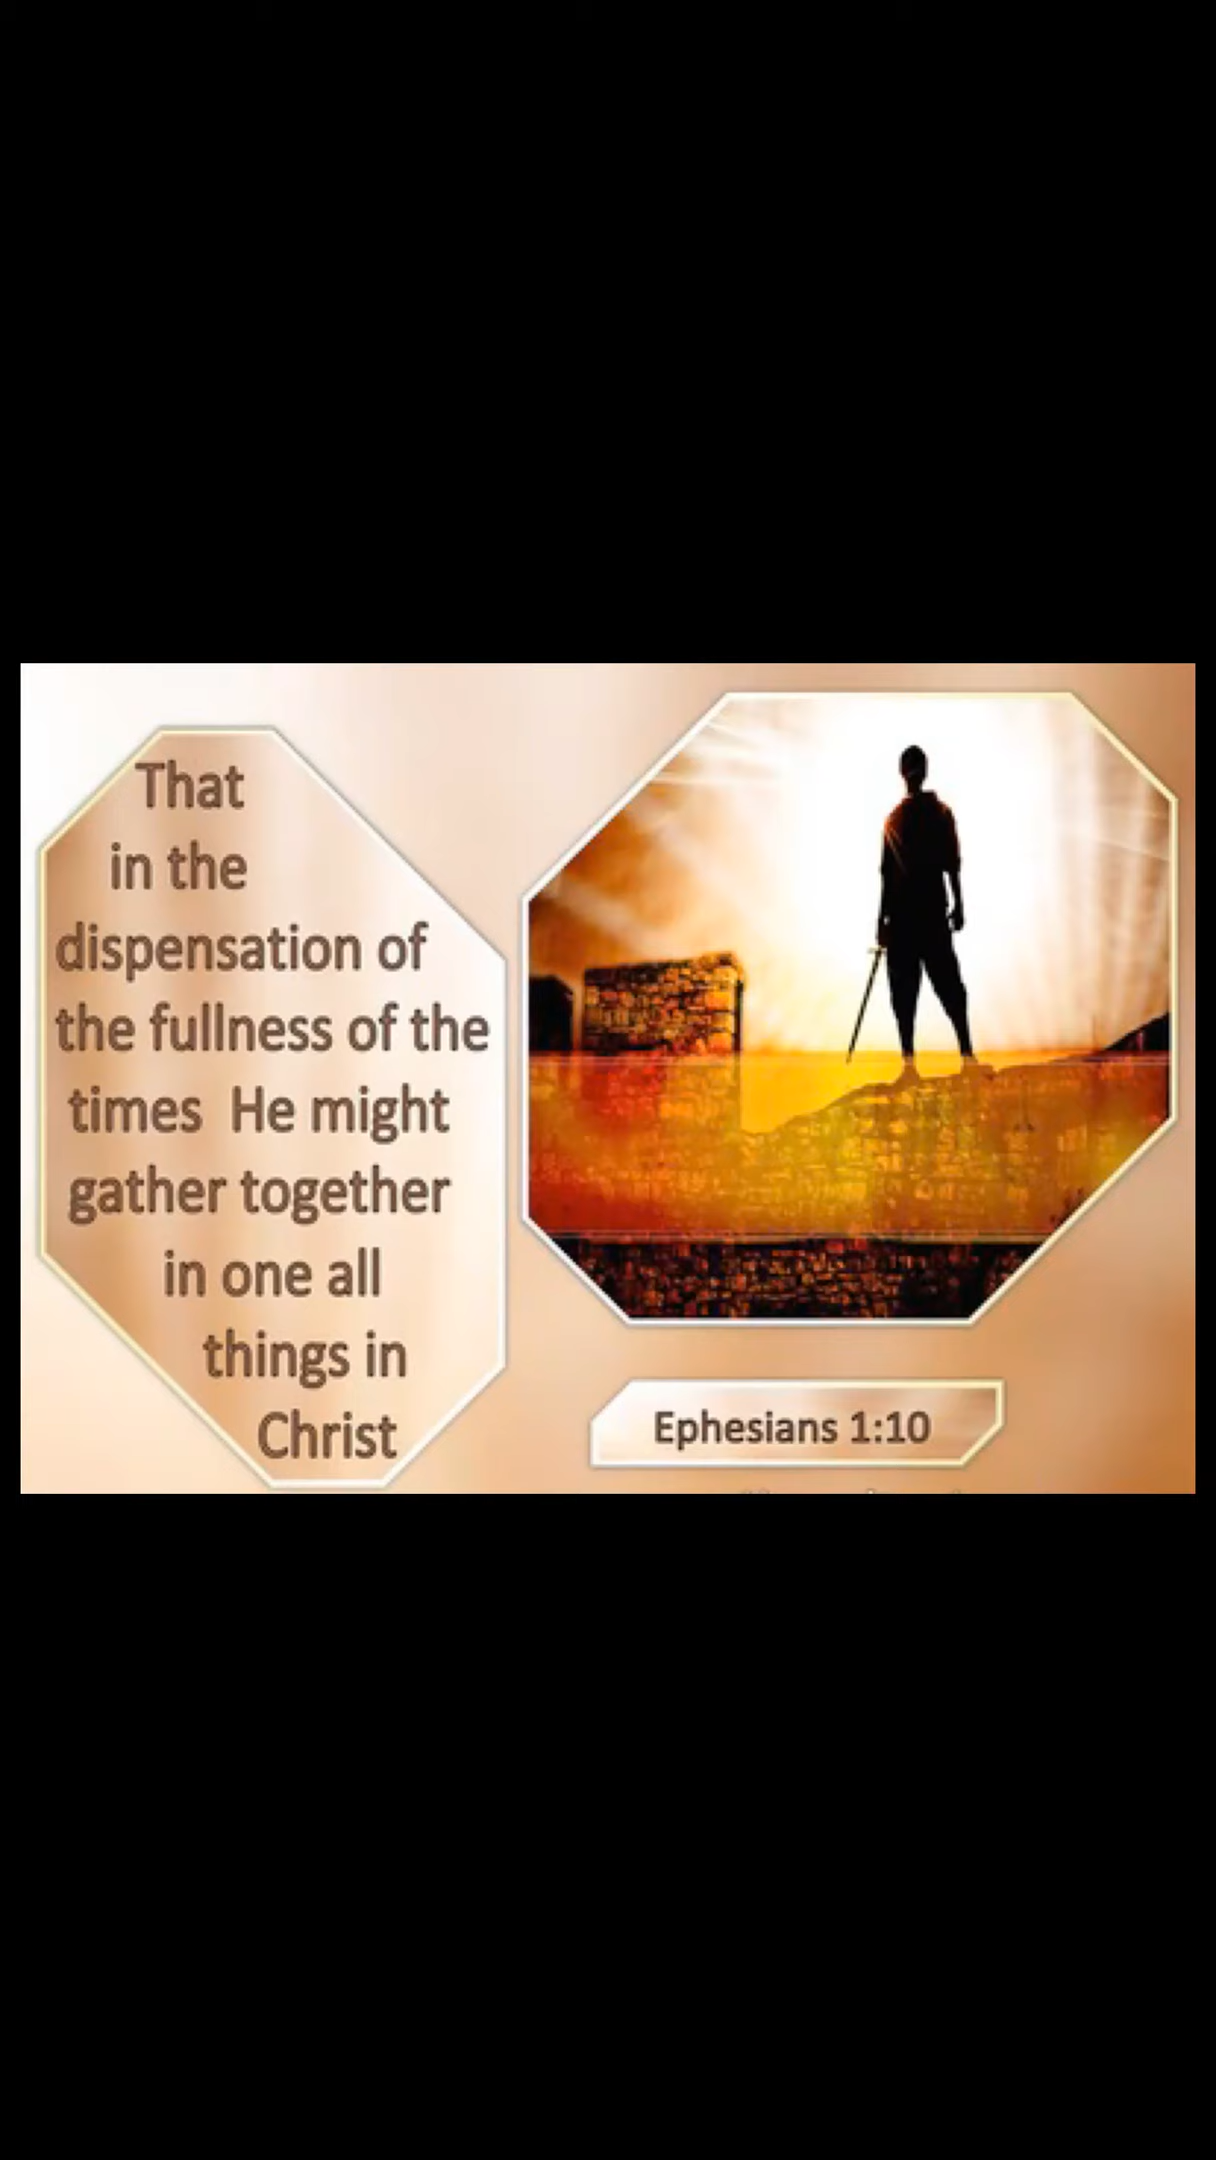 That
in the
dispensation of
the fullness of the
times He might
gather together
in one all
things in
Christ
Ephesians 1:10